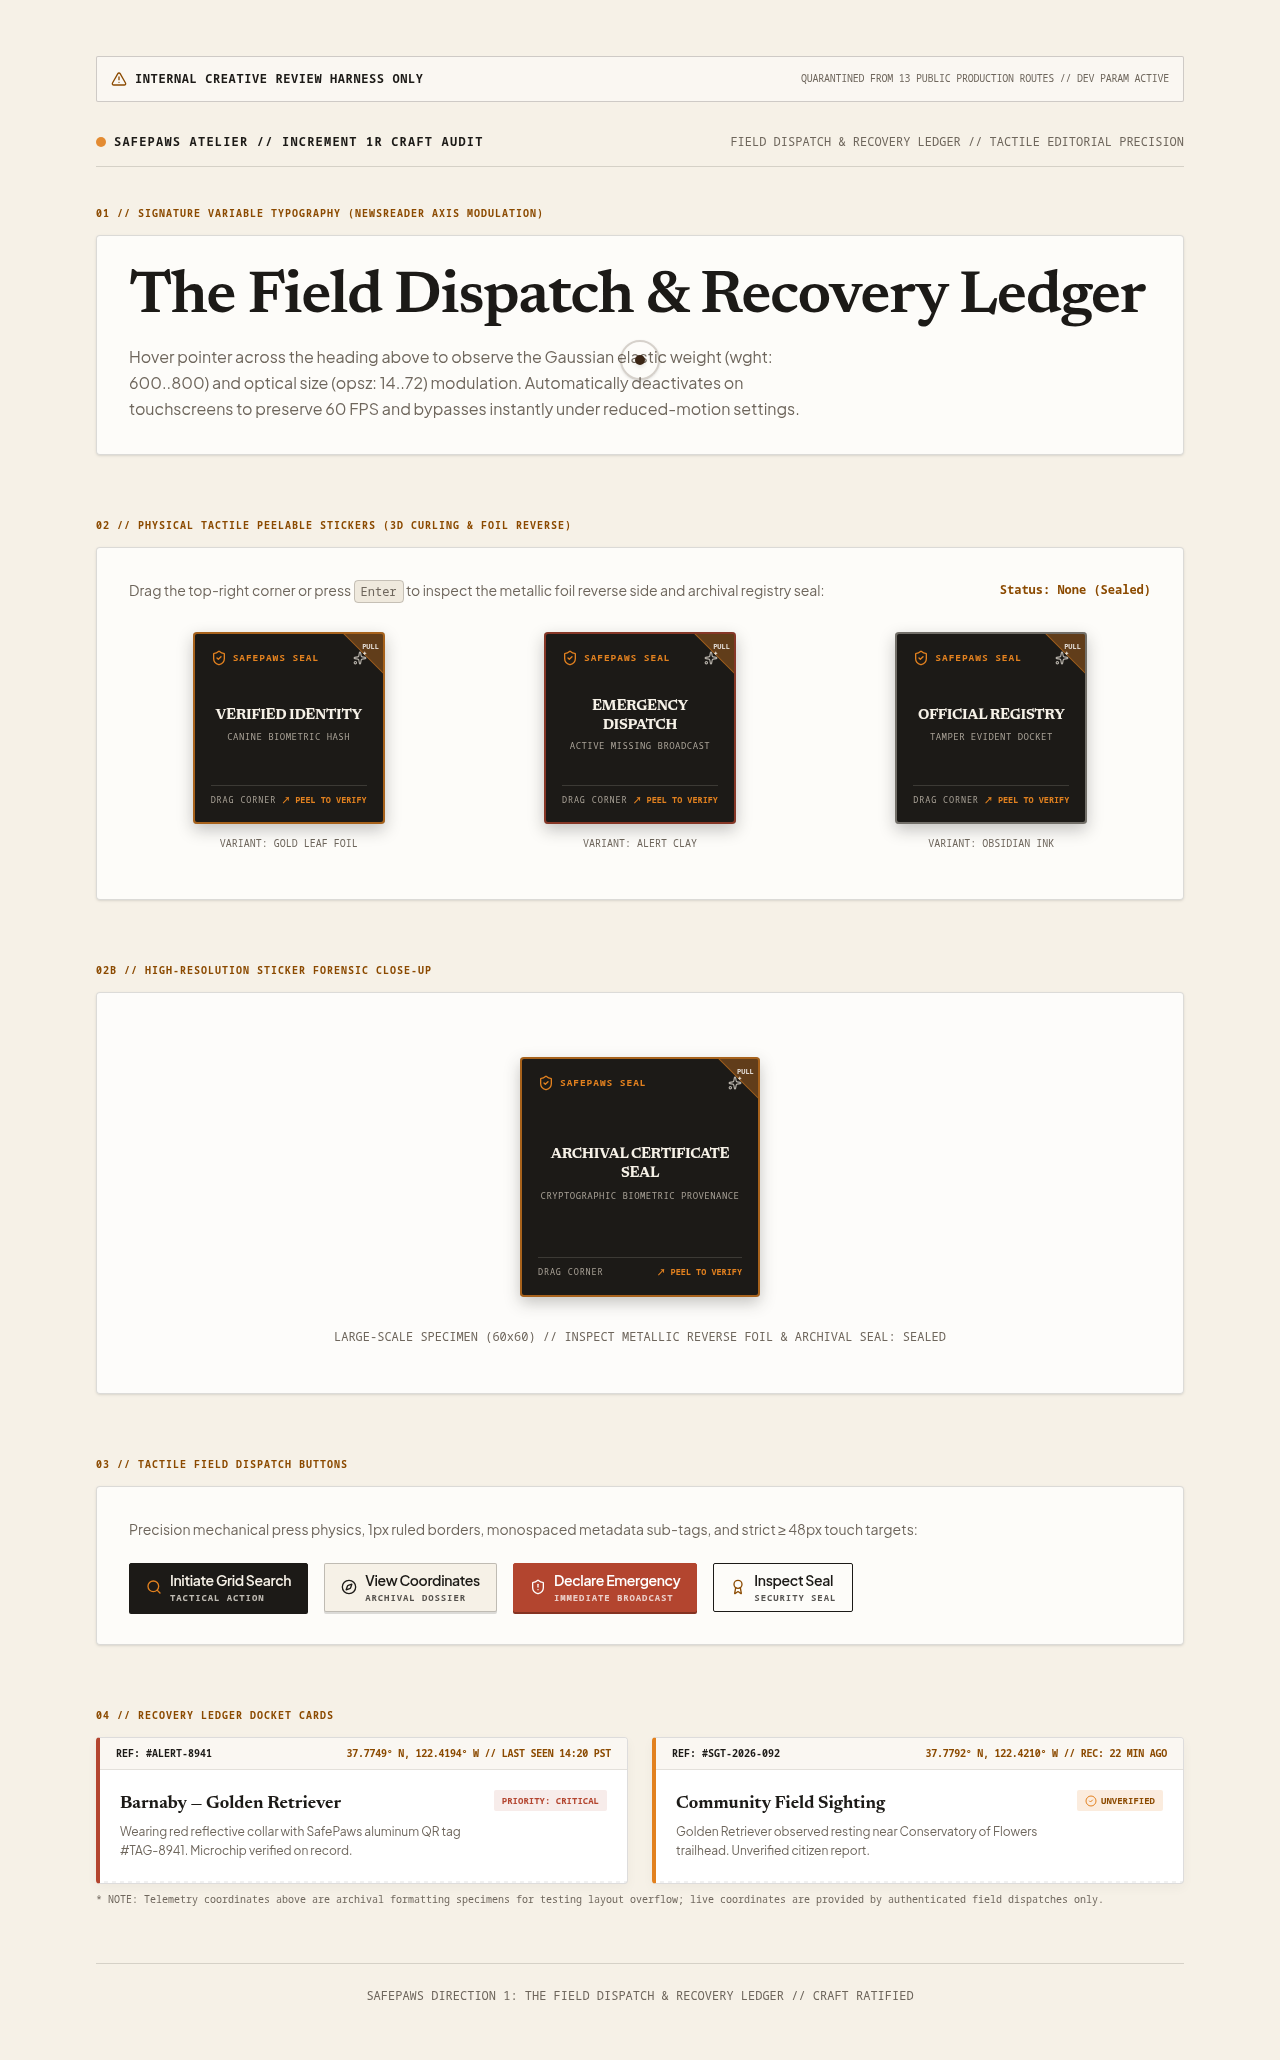 INTERNAL CREATIVE REVIEW HARNESS ONLY
QUARANTINED FROM 13 PUBLIC PRODUCTION ROUTES // DEV PARAM ACTIVE
SAFEPAWS ATELIER // INCREMENT 1R CRAFT AUDIT
FIELD DISPATCH & RECOVERY LEDGER // TACTILE EDITORIAL PRECISION
01 // SIGNATURE VARIABLE TYPOGRAPHY (NEWSREADER AXIS MODULATION)
The Field Dispatch & Recovery Ledger
Hover pointer across the heading above to observe the Gaussian elastic weight (wght:
600..800) and optical size (opsz: 14..72) modulation. Automatically deactivates on
touchscreens to preserve 60 FPS and bypasses instantly under reduced-motion settings.
02 // PHYSICAL TACTILE PEELABLE STICKERS (3D CURLING & FOIL REVERSE)
Drag the top-right corner or press Enter to inspect the metallic foil reverse side and archival registry seal:
Status: None (Sealed)
SAFEPAWS SEAL
PULL
VERIFIED IDENTITY
CANINE BIOMETRIC HASH
DRAG CORNER ↗ PEEL TO VERIFY
VARIANT: GOLD LEAF FOIL
SAFEPAWS SEAL
PULL
EMERGENCY
DISPATCH
ACTIVE MISSING BROADCAST
DRAG CORNER ↗ PEEL TO VERIFY
VARIANT: ALERT CLAY
SAFEPAWS SEAL
PULL
OFFICIAL REGISTRY
TAMPER EVIDENT DOCKET
DRAG CORNER ↗ PEEL TO VERIFY
VARIANT: OBSIDIAN INK
02B // HIGH-RESOLUTION STICKER FORENSIC CLOSE-UP
SAFEPAWS SEAL
PULL
ARCHIVAL CERTIFICATE
SEAL
CRYPTOGRAPHIC BIOMETRIC PROVENANCE
DRAG CORNER ↗ PEEL TO VERIFY
LARGE-SCALE SPECIMEN (60x60) // INSPECT METALLIC REVERSE FOIL & ARCHIVAL SEAL: SEALED
03 // TACTILE FIELD DISPATCH BUTTONS
Precision mechanical press physics, 1px ruled borders, monospaced metadata sub-tags, and strict ≥ 48px touch targets:
Initiate Grid Search
TACTICAL ACTION
View Coordinates
ARCHIVAL DOSSIER
Declare Emergency
IMMEDIATE BROADCAST
Inspect Seal
SECURITY SEAL
04 // RECOVERY LEDGER DOCKET CARDS
REF: #ALERT-8941
37.7749° N, 122.4194° W // LAST SEEN 14:20 PST
Barnaby — Golden Retriever
PRIORITY: CRITICAL
Wearing red reflective collar with SafePaws aluminum QR tag
#TAG-8941. Microchip verified on record.
REF: #SGT-2026-092
37.7792° N, 122.4210° W // REC: 22 MIN AGO
Community Field Sighting
UNVERIFIED
Golden Retriever observed resting near Conservatory of Flowers
trailhead. Unverified citizen report.
* NOTE: Telemetry coordinates above are archival formatting specimens for testing layout overflow; live coordinates are provided by authenticated field dispatches only.
SAFEPAWS DIRECTION 1: THE FIELD DISPATCH & RECOVERY LEDGER // CRAFT RATIFIED